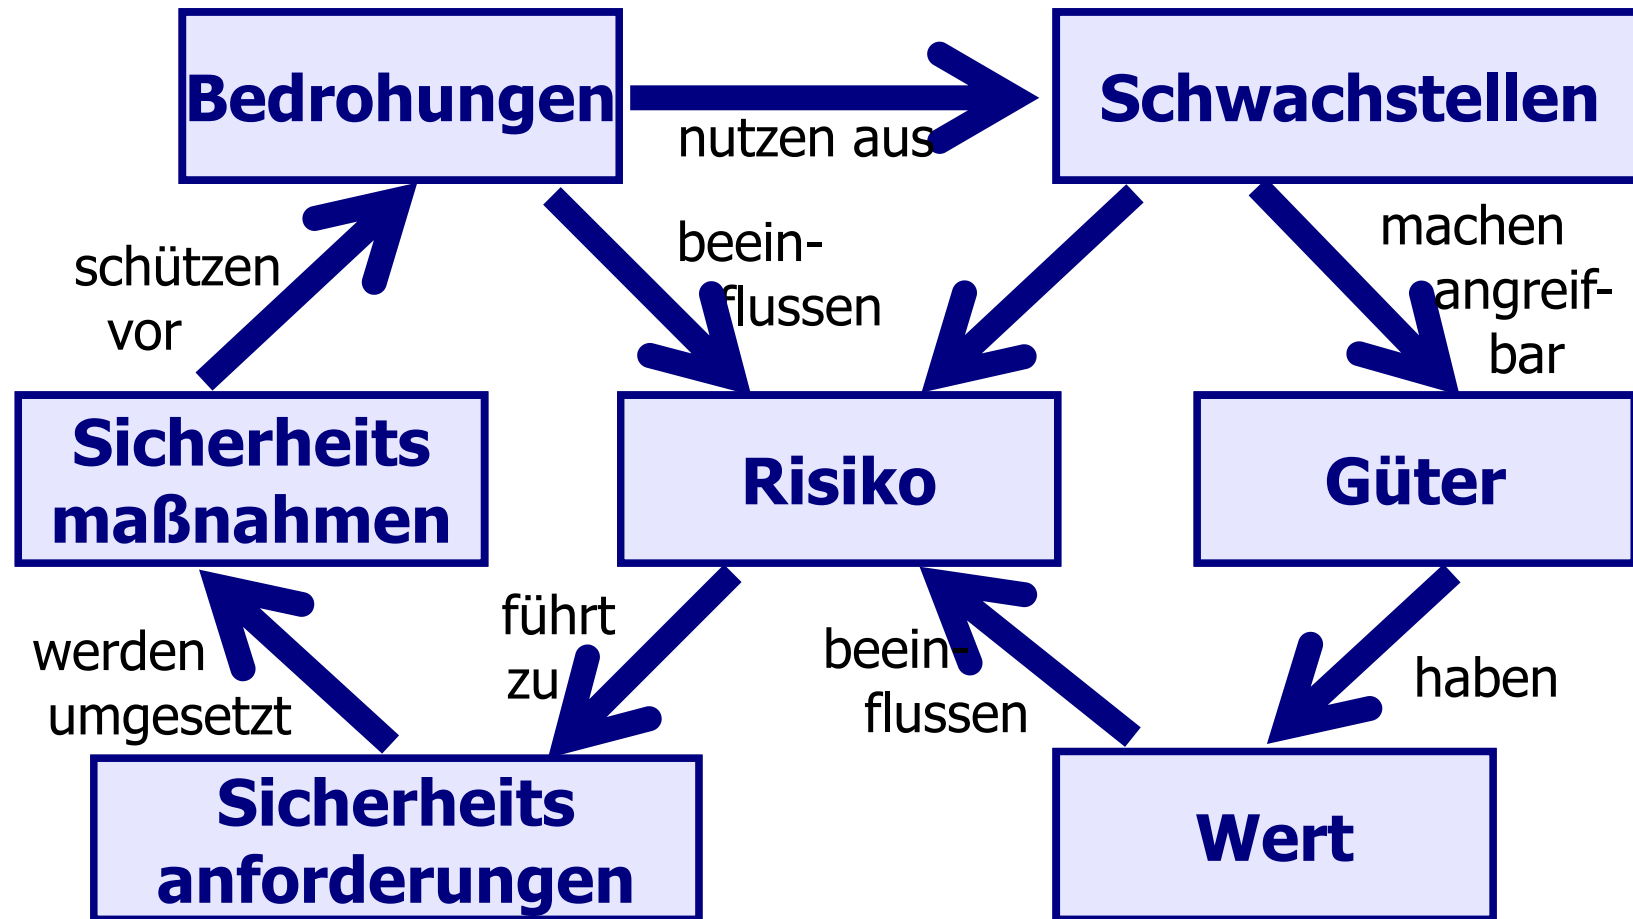 Bedrohungen
Schwachstellen
nutzen aus
beein-
flussen
machen
angreif-
bar
schützen
vor
Sicherheits
maßnahmen
Risiko
Güter
führt
zu
werden
umgesetzt
beein-
flussen
haben
Sicherheits
anforderungen
Wert